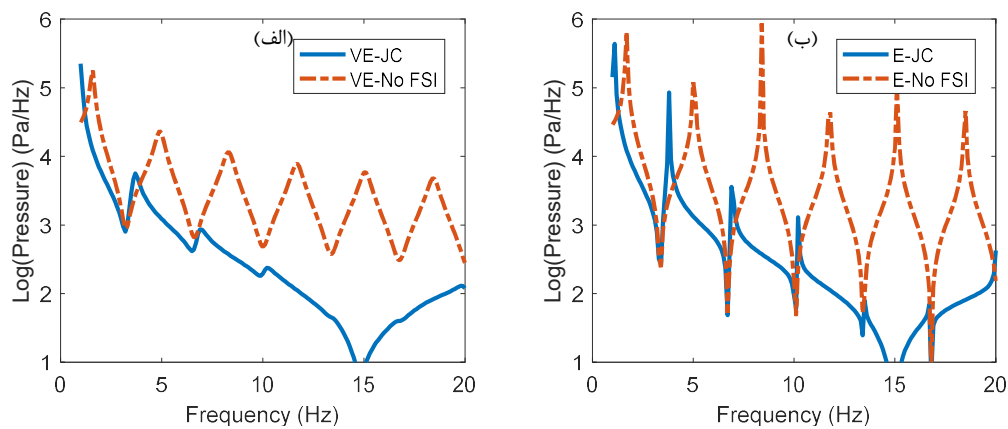 (الف)
VE-JC
VE-No FSI
Log(Pressure) (Pa/Hz)
6
5
4
3
2
1
0 5 10 15 20
Frequency (Hz)
(ب)
E-JC
E-No FSI
Log(Pressure) (Pa/Hz)
6
5
4
3
2
1
0 5 10 15 20
Frequency (Hz)